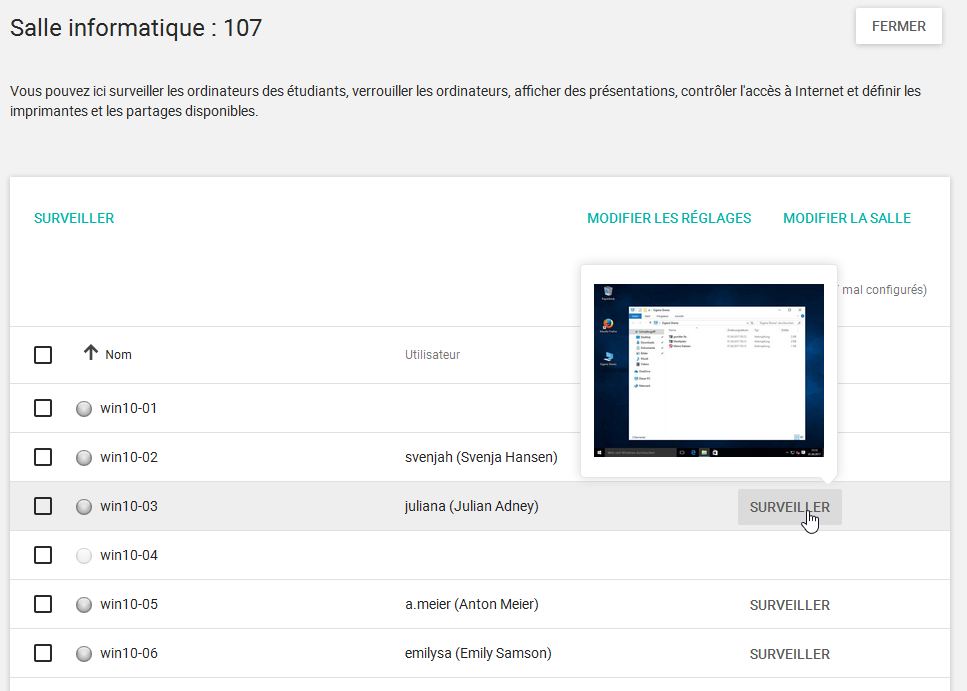 Salle informatique : 107
FERMER
Vous pouvez ici surveiller les ordinateurs des étudiants, verrouiller les ordinateurs, afficher des présentations, contrôler l'accès à Internet et définir les
imprimantes et les partages disponibles.
SURVEILLER
MODIFIER LES RÉGLAGES
MODIFIER LA SALLE
mal configurés)
Nom
Utilisateur
win10-01
win10-02
svenjah (Svenja Hansen)
win10-03
juliana (Julian Adney)
SURVEILLER
win10-04
win10-05
a.meier (Anton Meier)
SURVEILLER
win10-06
emilysa (Emily Samson)
SURVEILLER